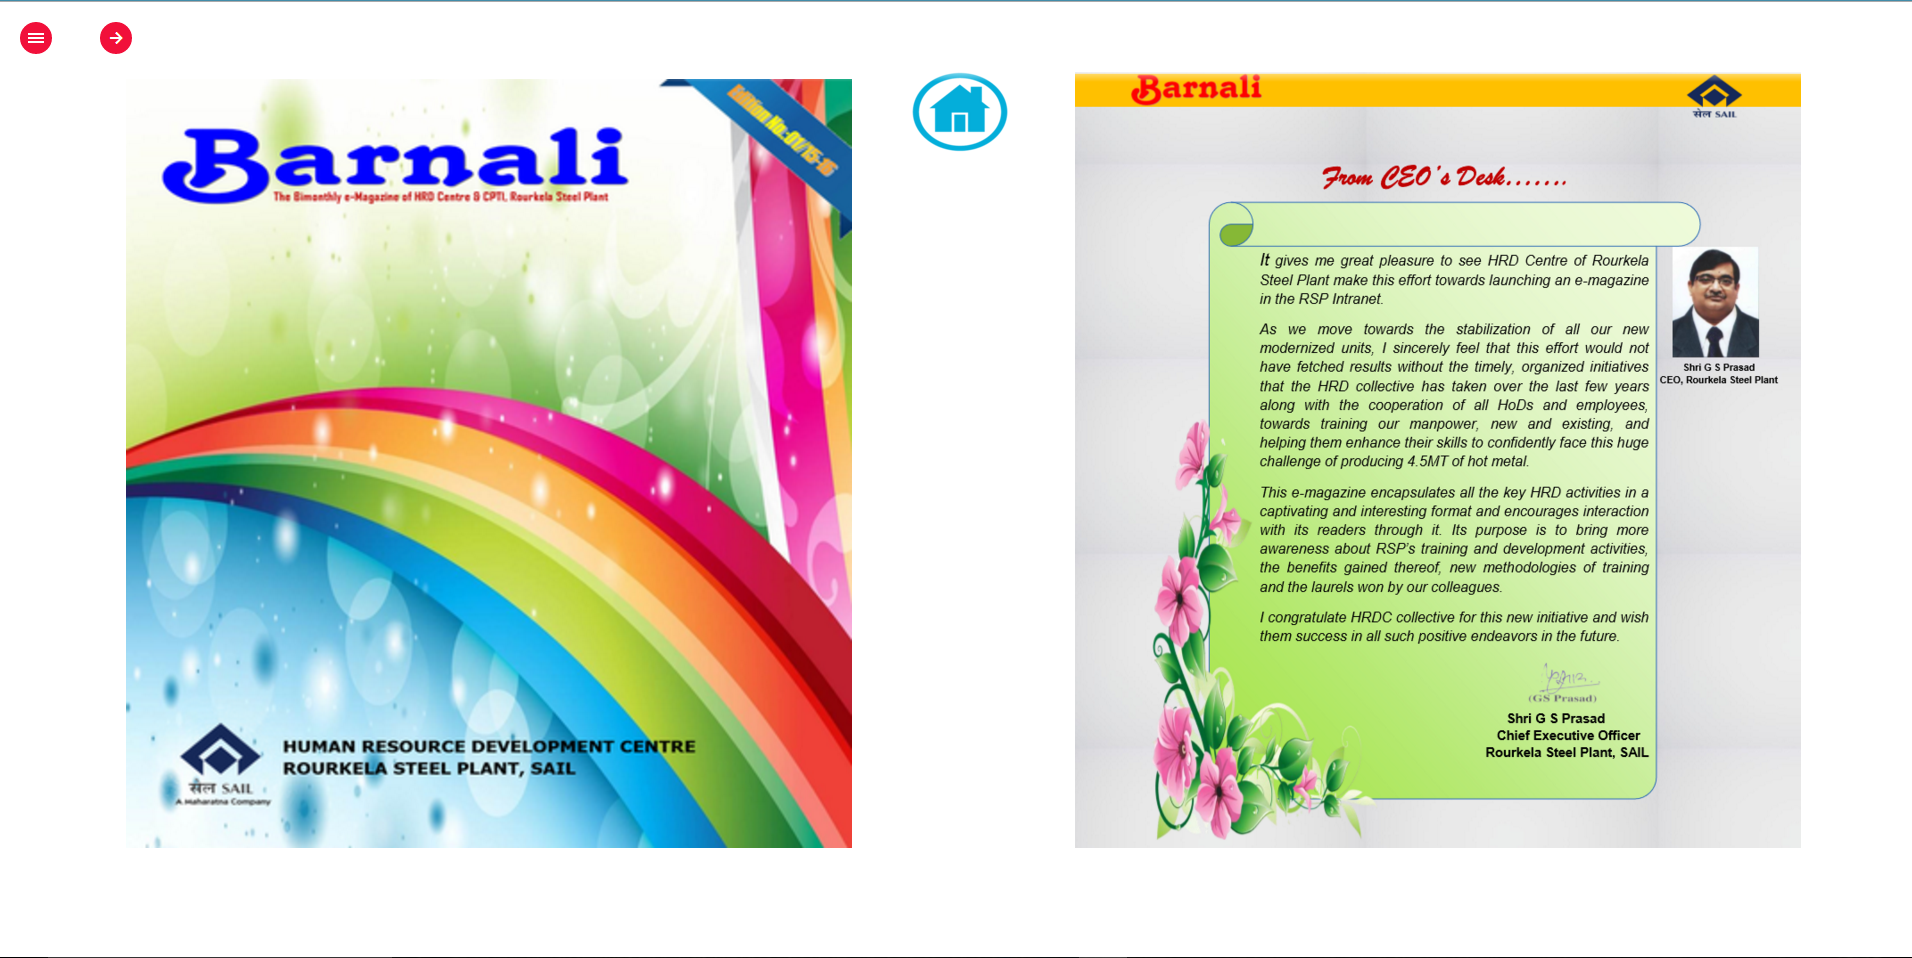 Edition No.:01/15-16
Barnali
The Bimonthly e-Magazine of HRD Centre & CPTI, Rourkela Steel Plant
HUMAN RESOURCE DEVELOPMENT CENTRE
ROURKELA STEEL PLANT, SAIL
सेल SAIL
A Maharatna Company
Barnali
सेल SAIL
From CEO's Desk.......
It gives me great pleasure to see HRD Centre of Rourkela
Steel Plant make this effort towards launching an e-magazine
in the RSP Intranet.
As we move towards the stabilization of all our new
modernized units, I sincerely feel that this effort would not
have fetched results without the timely, organized initiatives
that the HRD collective has taken over the last few years
along with the cooperation of all HoDs and employees,
towards training our manpower, new and existing, and
helping them enhance their skills to confidently face this huge
challenge of producing 4.5MT of hot metal.
This e-magazine encapsulates all the key HRD activities in a
captivating and interesting format and encourages interaction
with its readers through it. Its purpose is to bring more
awareness about RSP's training and development activities,
the benefits gained thereof, new methodologies of training
and the laurels won by our colleagues.
I congratulate HRDC collective for this new initiative and wish
them success in all such positive endeavors in the future.
(GS Prasad)
Shri G S Prasad
Chief Executive Officer
Rourkela Steel Plant, SAIL
Shri G S Prasad
CEO, Rourkela Steel Plant